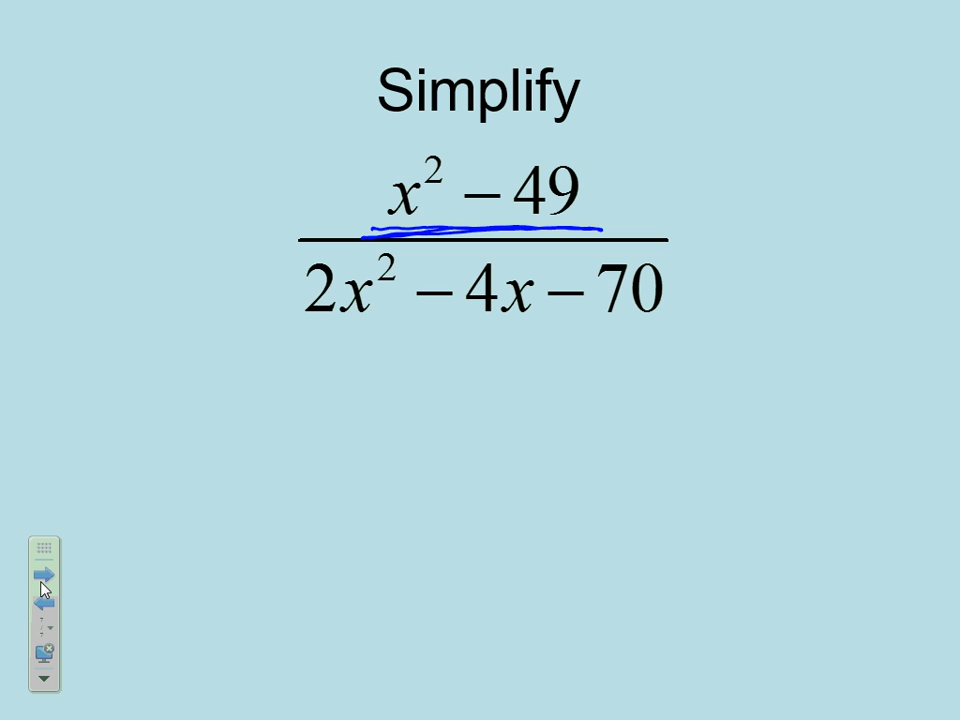 Simplify
x² – 49
2x² – 4x – 70